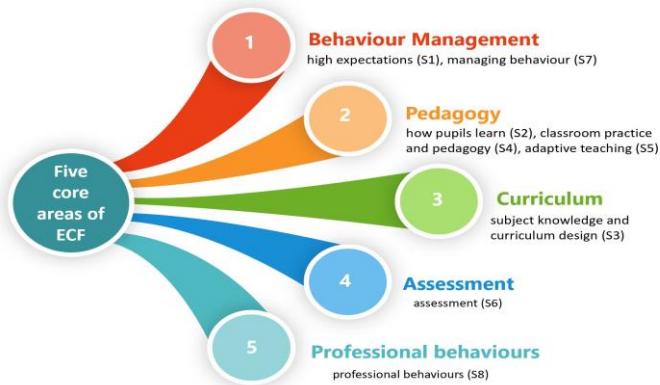 Five
core
areas of
ECF
1
Behaviour Management
high expectations (S1), managing behaviour (S7)
2
Pedagogy
how pupils learn (S2), classroom practice
and pedagogy (S4), adaptive teaching (S5)
3
Curriculum
subject knowledge and
curriculum design (S3)
4
Assessment
assessment (S6)
5
Professional behaviours
professional behaviours (S8)